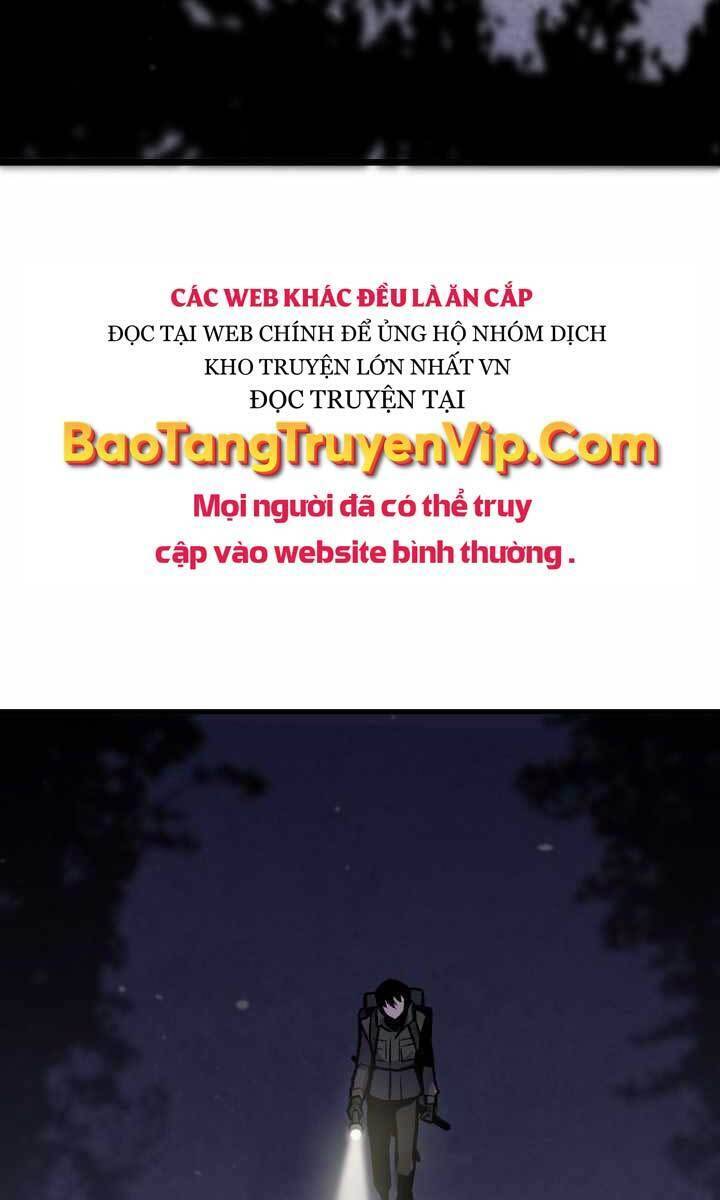 CÁC WEB KHÁC ĐỀU LÀ ĂN CẮP
ĐỌC TẠI WEB CHÍNH ĐỂ ỦNG HỘ NHÓM DỊCH
KHO TRUYỆN LỚN NHẤT VN
ĐỌC TRUYỆN TẠI
BaoTangTruyenVip.Com
Mọi người đã có thể truy
cập vào website bình thường.